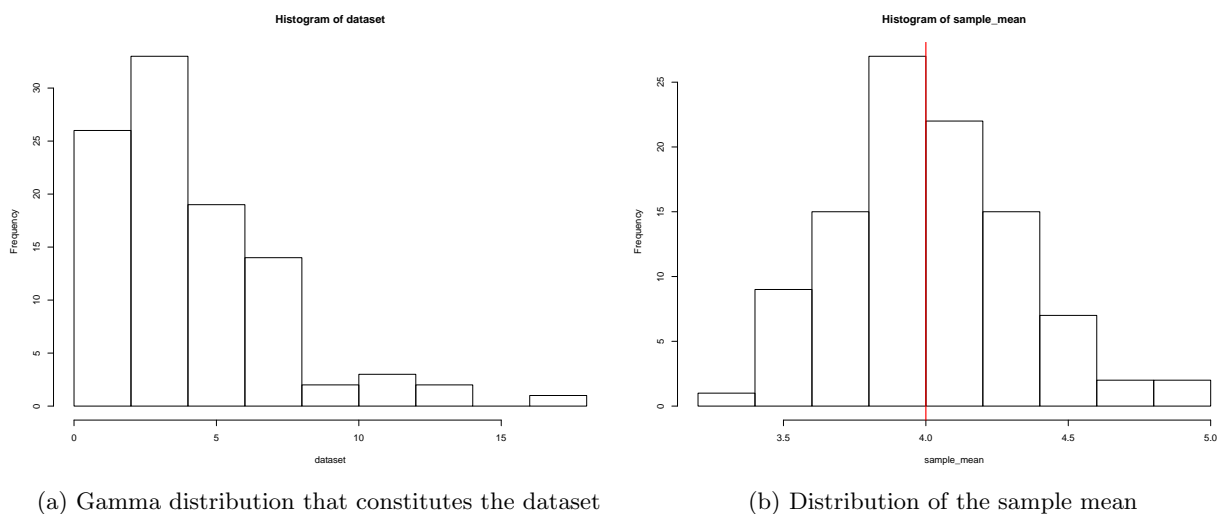 Histogram of dataset
Frequency
0
5
10
15
20
25
30
0 5 10 15
dataset
(a) Gamma distribution that constitutes the dataset
Histogram of sample_mean
Frequency
0
5
10
15
20
25
3.5 4.0 4.5 5.0
sample_mean
(b) Distribution of the sample mean